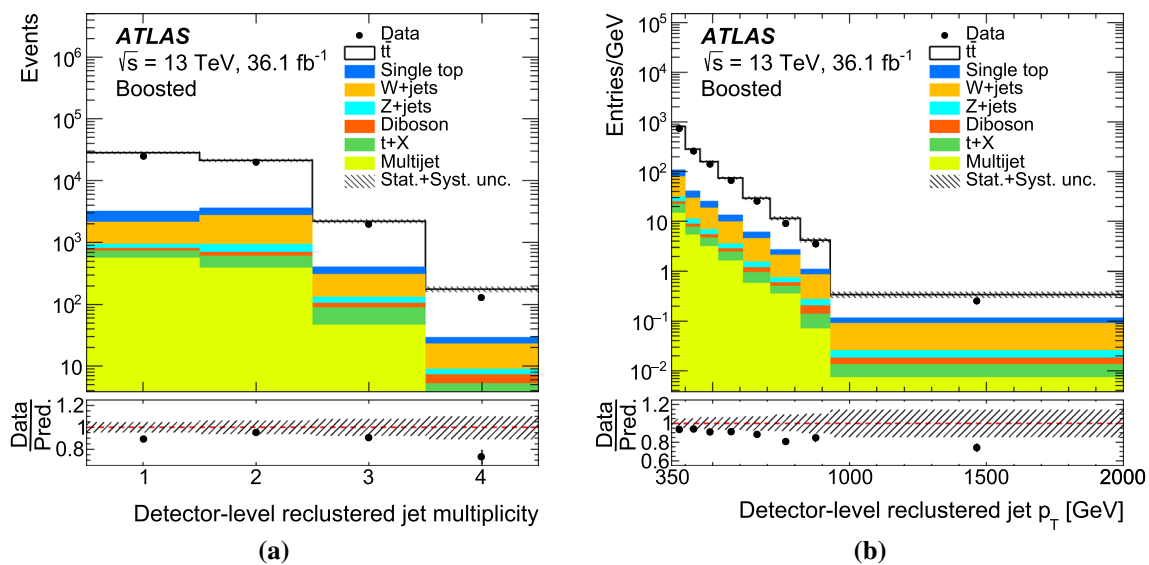 Events
10⁶
10⁵
10⁴
10³
10²
10
ATLAS
√s = 13 TeV, 36.1 fb⁻¹
Boosted
Data
tt̄
Single top
W+jets
Z+jets
Diboson
t+X
Multijet
Stat.+Syst. unc.
Data
Pred.
1.2
1
0.8
1 2 3 4
Detector-level reclustered jet multiplicity
(a)
Entries/GeV
10⁵
10⁴
10³
10²
10
1
10⁻¹
10⁻²
ATLAS
√s = 13 TeV, 36.1 fb⁻¹
Boosted
Data
tt̄
Single top
W+jets
Z+jets
Diboson
t+X
Multijet
Stat.+Syst. unc.
Data
Pred.
1.2
1
0.8
0.6
350 1000 1500 2000
Detector-level reclustered jet p_T [GeV]
(b)